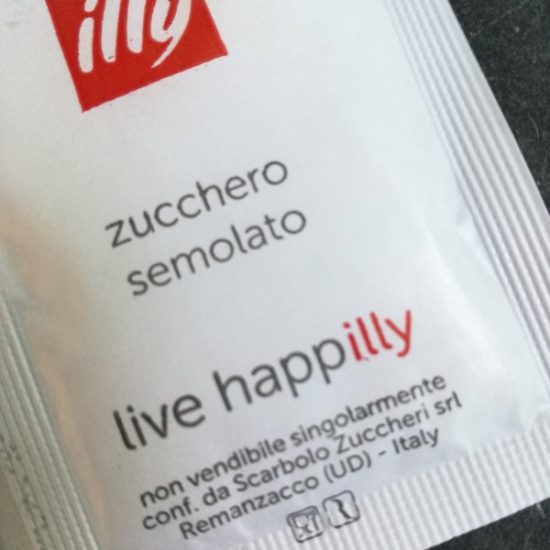 illy
zucchero
semolato
live happilly
non vendibile singolarmente
conf. da Scarbolo Zuccheri srl
Remanzacco (UD) - Italy